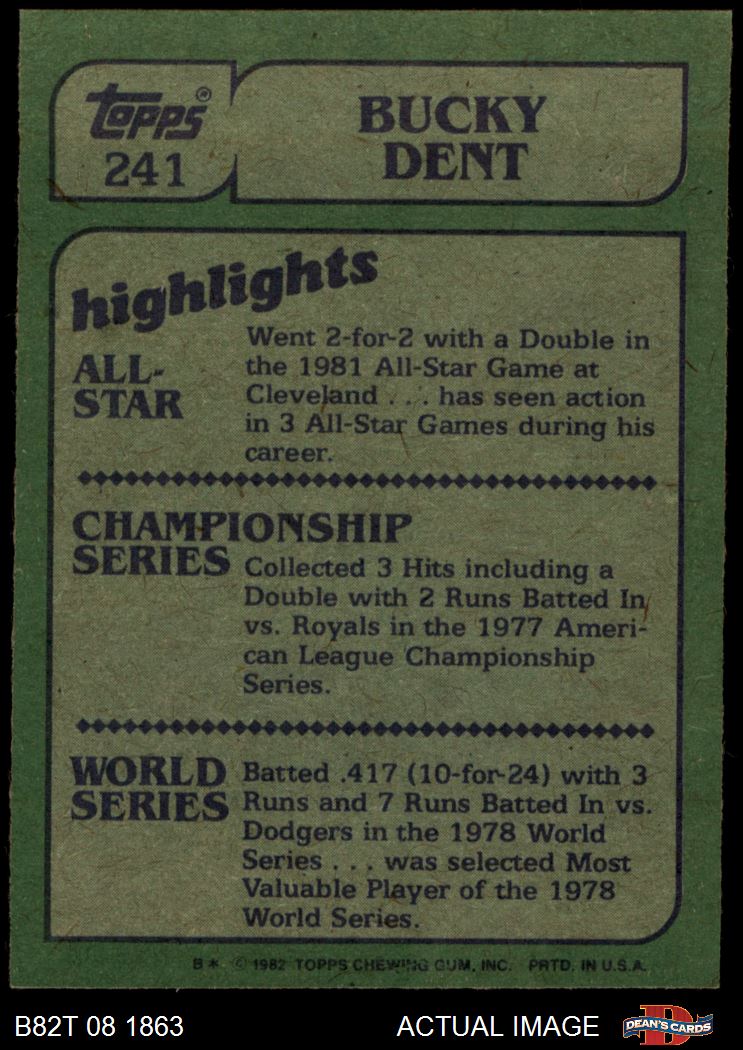 topps®
241
BUCKY
DENT
highlights
ALL-
STAR
Went 2-for-2 with a Double in
the 1981 All-Star Game at
Cleveland . . . has seen action
in 3 All-Star Games during his
career.
CHAMPIONSHIP
SERIES
Collected 3 Hits including a
Double with 2 Runs Batted In
vs. Royals in the 1977 Ameri-
can League Championship
Series.
WORLD
SERIES
Batted .417 (10-for-24) with 3
Runs and 7 Runs Batted In vs.
Dodgers in the 1978 World
Series . . . was selected Most
Valuable Player of the 1978
World Series.
B* © 1982 TOPPS CHEWING GUM, INC. PRTD. IN U.S.A.
B82T 08 1863
ACTUAL IMAGE
D
DEAN'S CARDS